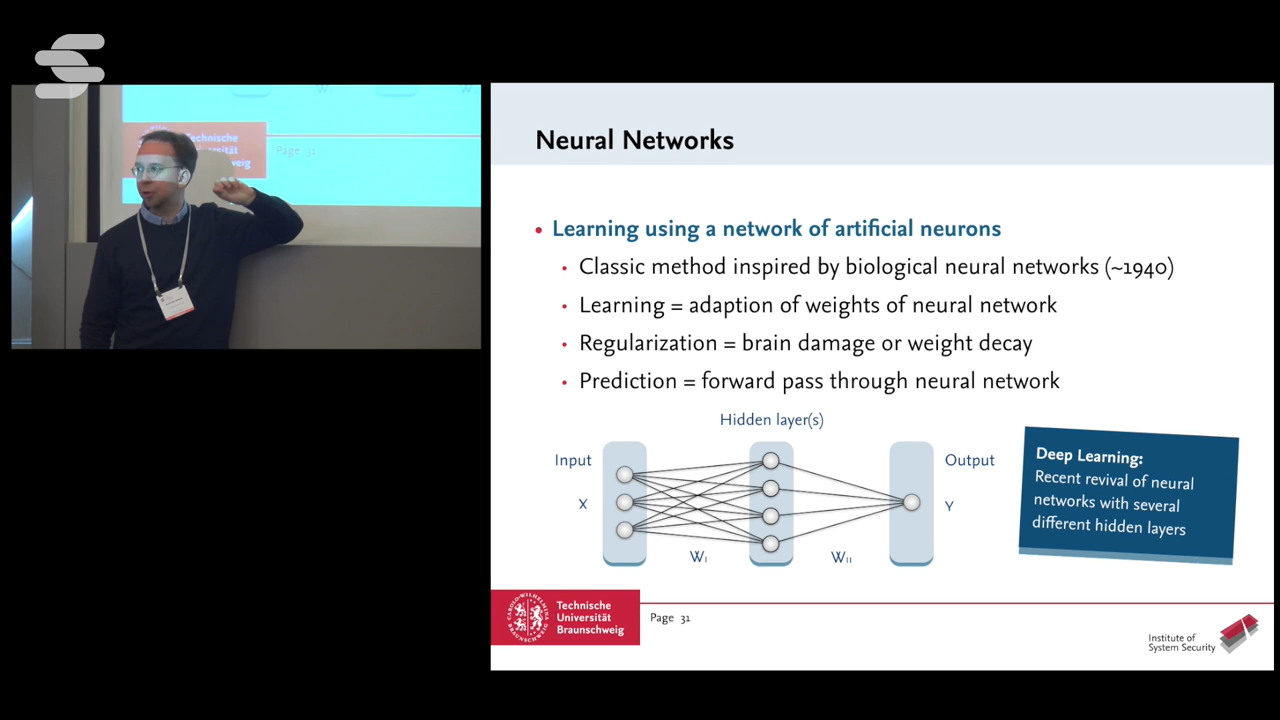 Technische
Page 31
Neural Networks
• Learning using a network of artificial neurons
• Classic method inspired by biological neural networks (~1940)
• Learning = adaption of weights of neural network
• Regularization = brain damage or weight decay
• Prediction = forward pass through neural network
Hidden layer(s)
Input
X
WI
WII
Output
Y
Deep Learning:
Recent revival of neural
networks with several
different hidden layers
Technische
Universität
Braunschweig
Page 31
Institute of
System Security